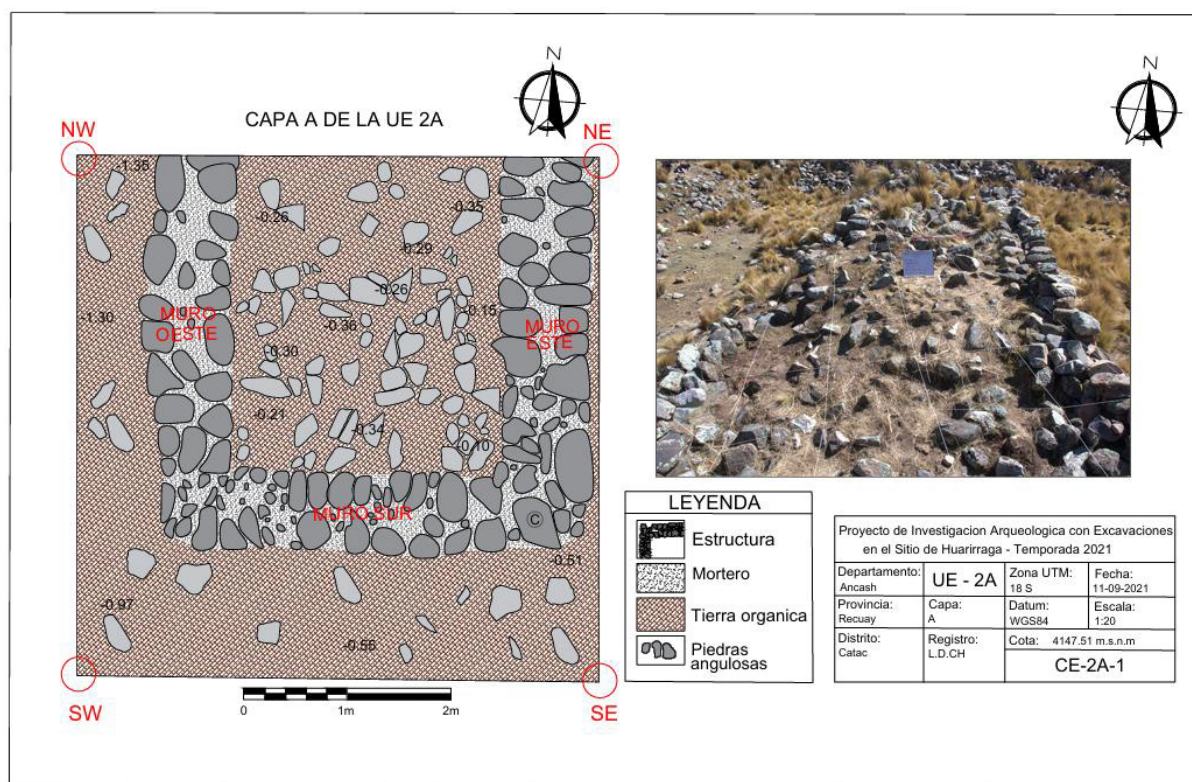 N
N
CAPA A DE LA UE 2A
NW
NE
-1.35
-0.26
-0.35
-0.29
-0.26
-0.15
-1.30
MURO
OESTE
-0.36
MURO
ESTE
-0.30
-0.21
-0.34
-0.10
MURO SUR
C
-0.51
-0.97
-0.55
SW
SE
0
1m
2m
LEYENDA
Estructura
Mortero
Tierra organica
Piedras
angulosas
Proyecto de Investigacion Arqueologica con Excavaciones
en el Sitio de Huarirraga - Temporada 2021
Departamento:
Ancash
UE - 2A
Zona UTM:
18 S
Fecha:
11-09-2021
Provincia:
Recuay
Capa:
A
Datum:
WGS84
Escala:
1:20
Distrito:
Catac
Registro:
L.D.CH
Cota: 4147.51 m.s.n.m
CE-2A-1